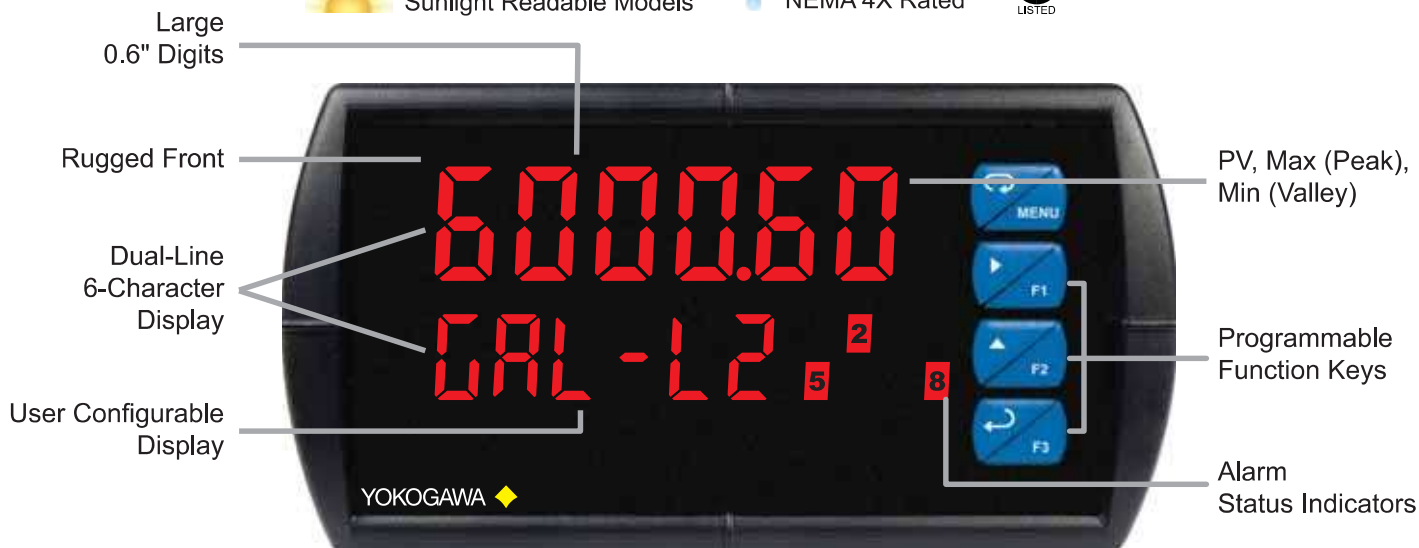 Sunlight Readable Models
NEMA 4X Rated
LISTED
Large
0.6" Digits
Rugged Front
Dual-Line
6-Character
Display
User Configurable
Display
6000.60
GAL-L2.
2
5
8
MENU
F1
F2
F3
YOKOGAWA
PV, Max (Peak),
Min (Valley)
Programmable
Function Keys
Alarm
Status Indicators